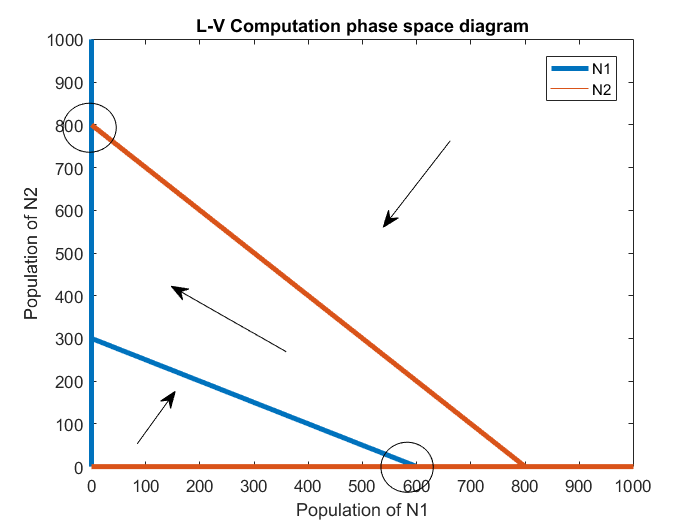 L-V Computation phase space diagram
1000
900
800
700
600
500
400
300
200
100
0
Population of N2
N1
N2
0 100 200 300 400 500 600 700 800 900 1000
Population of N1